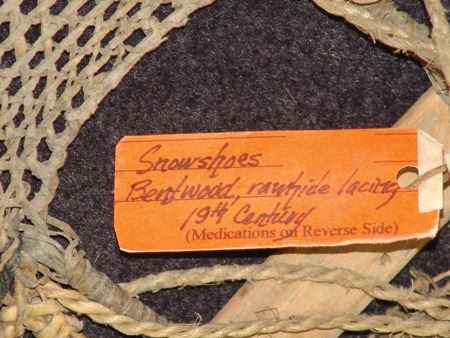 Snowshoes
Bentwood, rawhide lacing
19th Century
(Medications on Reverse Side)